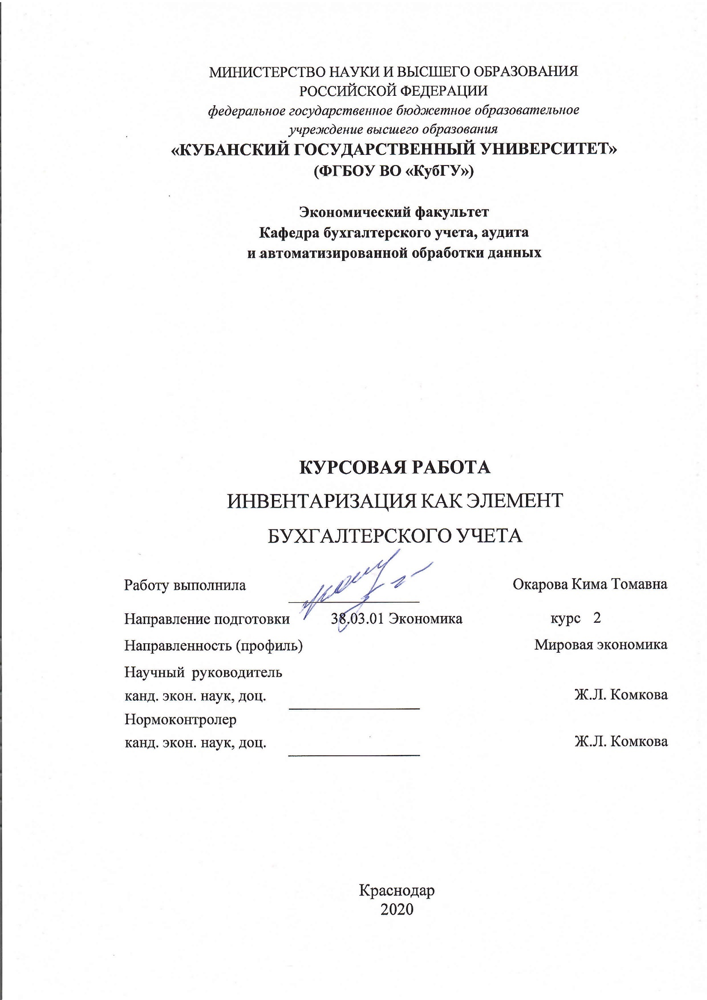 МИНИСТЕРСТВО НАУКИ И ВЫСШЕГО ОБРАЗОВАНИЯ
РОССИЙСКОЙ ФЕДЕРАЦИИ
федеральное государственное бюджетное образовательное
учреждение высшего образования
«КУБАНСКИЙ ГОСУДАРСТВЕННЫЙ УНИВЕРСИТЕТ»
(ФГБОУ ВО «КубГУ»)
Экономический факультет
Кафедра бухгалтерского учета, аудита
и автоматизированной обработки данных
КУРСОВАЯ РАБОТА
ИНВЕНТАРИЗАЦИЯ КАК ЭЛЕМЕНТ
БУХГАЛТЕРСКОГО УЧЕТА
Работу выполнила Окарова Кима Томавна
Направление подготовки 38.03.01 Экономика курс 2
Направленность (профиль) Мировая экономика
Научный руководитель
канд. экон. наук, доц. Ж.Л. Комкова
Нормоконтролер
канд. экон. наук, доц. Ж.Л. Комкова
Краснодар
2020